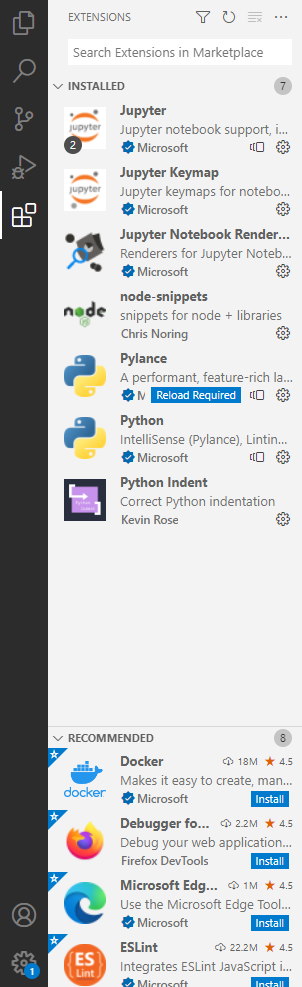 EXTENSIONS
Search Extensions in Marketplace
INSTALLED 7
Jupyter
jupyter
Jupyter notebook support, i...
2 Microsoft
Jupyter Keymap
jupyter
Jupyter keymaps for notebo...
Microsoft
Jupyter Notebook Render...
Renderers for Jupyter Noteb...
Microsoft
node-snippets
node
JS
snippets for node + libraries
Chris Noring
Pylance
A performant, feature-rich la...
M Reload Required
Python
IntelliSense (Pylance), Lintin...
Microsoft
Python Indent
Correct Python indentation
Python
Indent
Kevin Rose
RECOMMENDED 8
Docker 18M 4.5
Makes it easy to create, man...
docker
Microsoft Install
Debugger fo... 2.2M 4.5
Debug your web application...
Firefox DevTools Install
Microsoft Edg... 1M 4.5
Use the Microsoft Edge Tool...
Microsoft Install
ESLint 22.2M 4.5
ES
Lint
Integrates ESLint JavaScript i...
1
Microsoft Install